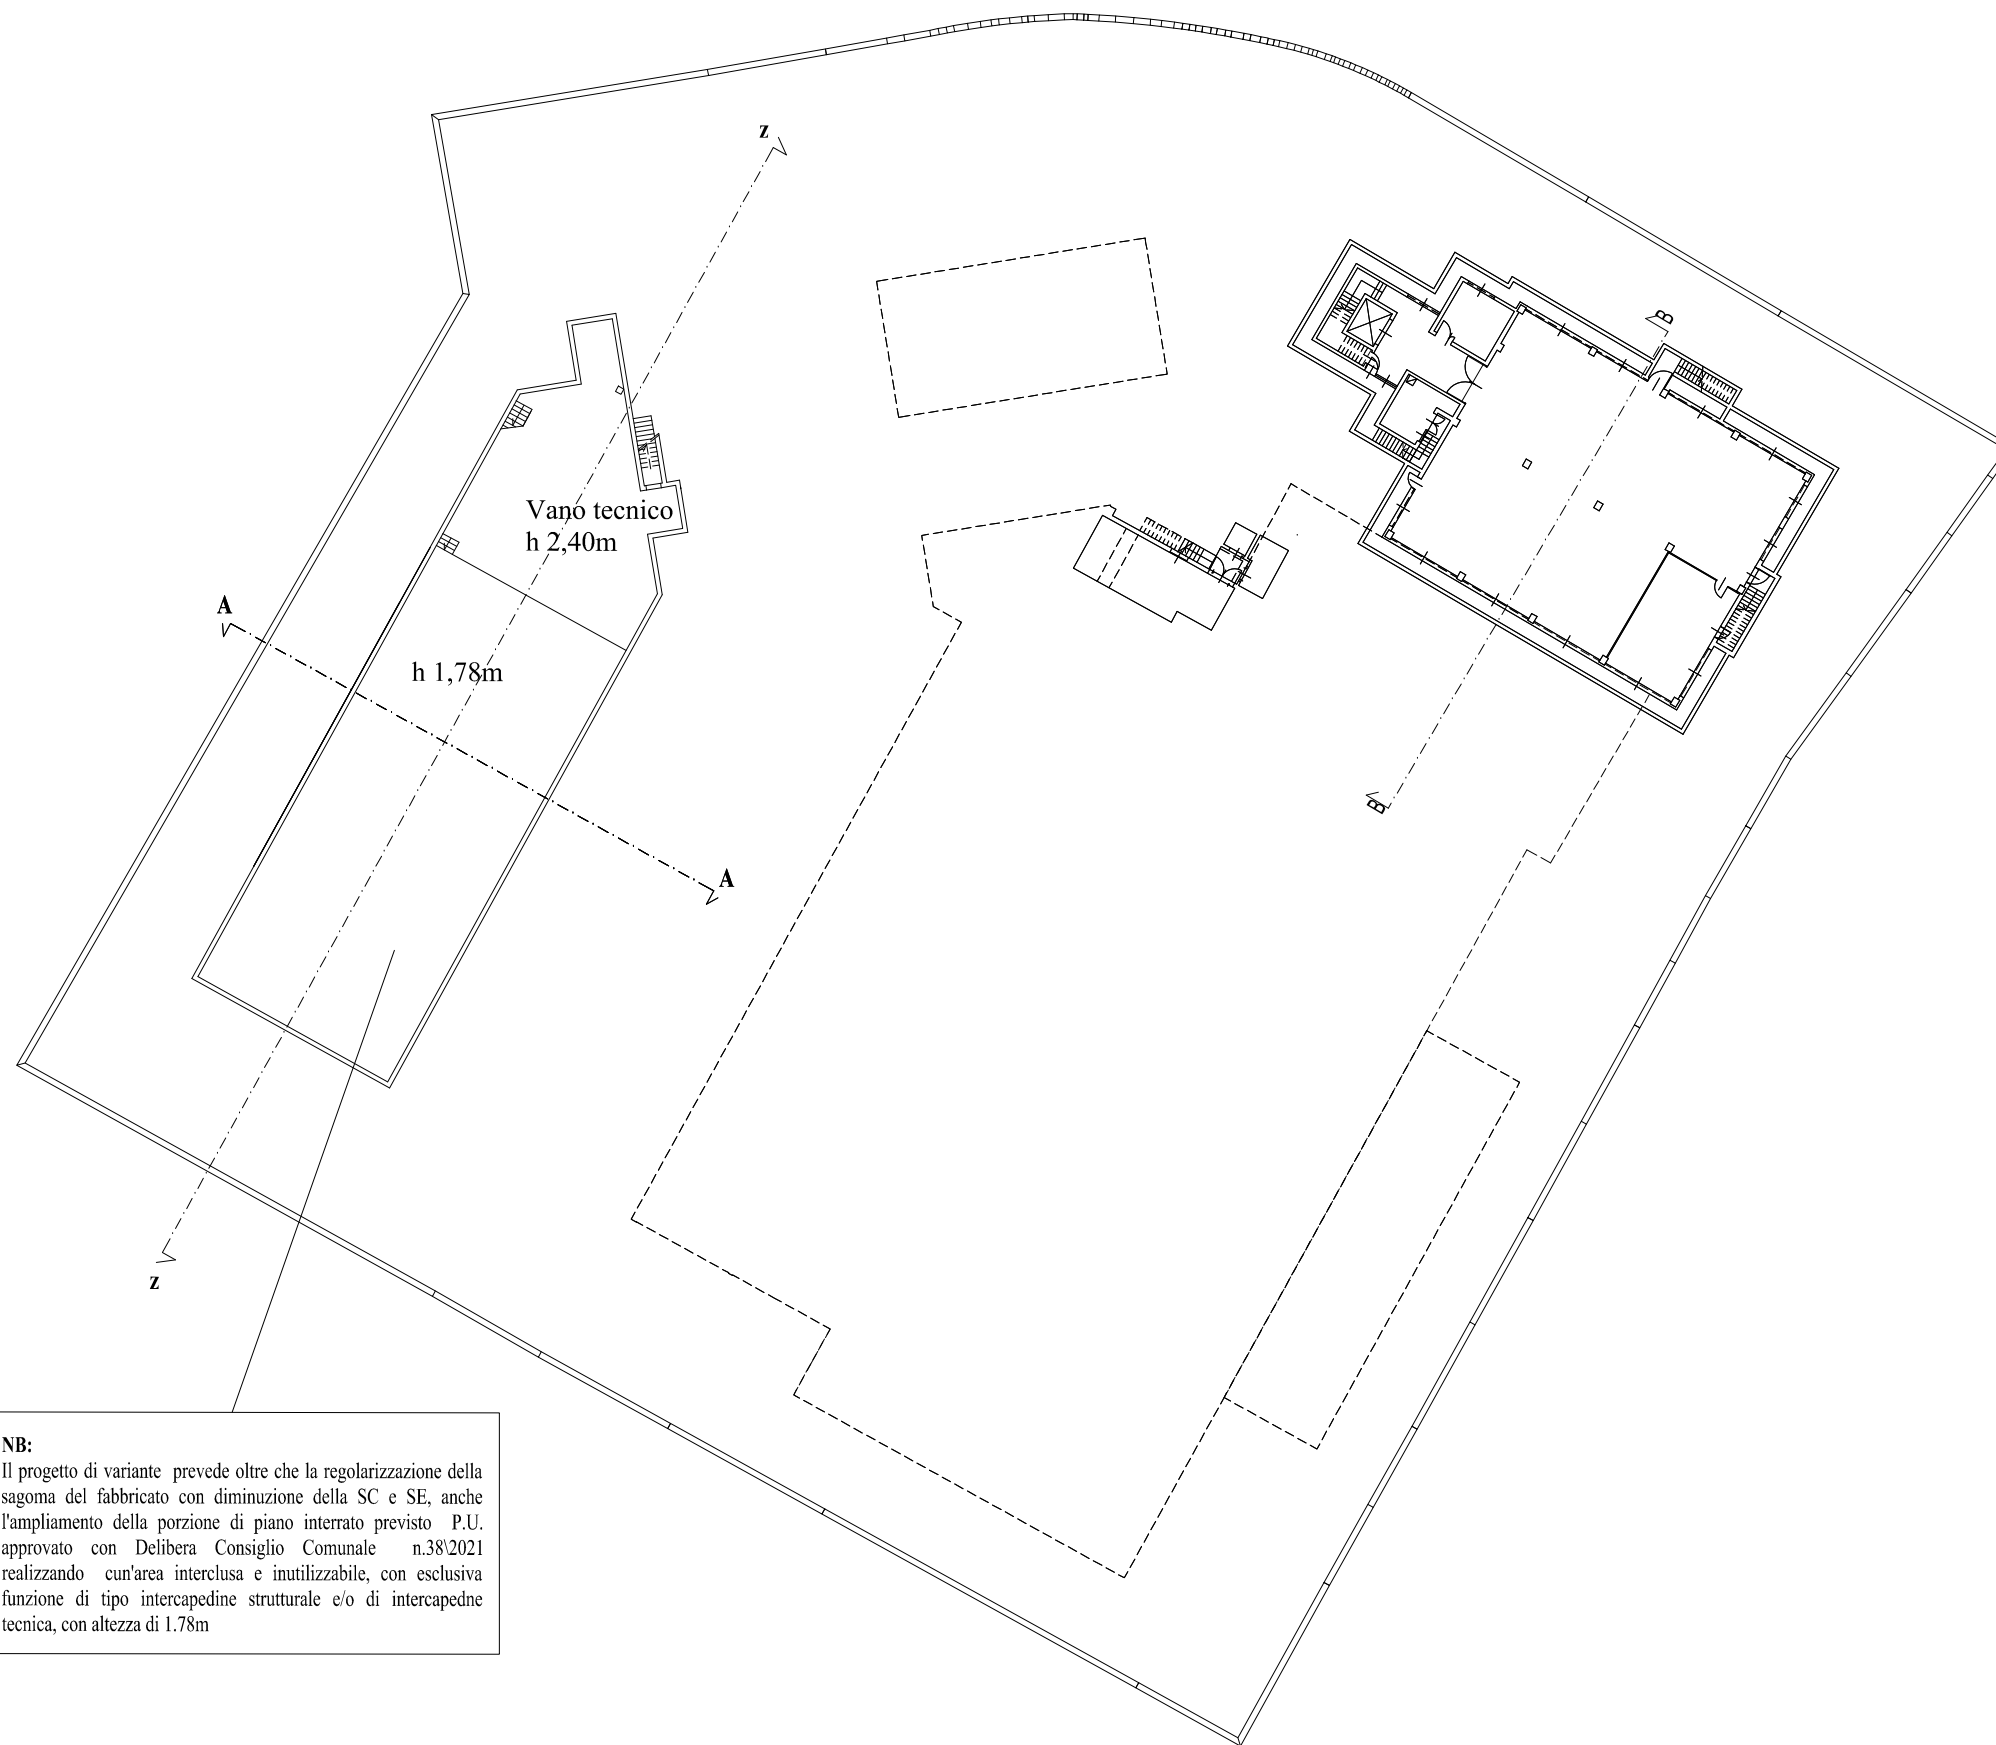 z
B
Vano tecnico
h 2,40m
A
h 1,78m
B
A
z
NB:
Il progetto di variante prevede oltre che la regolarizzazione della
sagoma del fabbricato con diminuzione della SC e SE, anche
l'ampliamento della porzione di piano interrato previsto P.U.
approvato con Delibera Consiglio Comunale n.38\2021
realizzando cun'area interclusa e inutilizzabile, con esclusiva
funzione di tipo intercapedine strutturale e/o di intercapedne
tecnica, con altezza di 1.78m